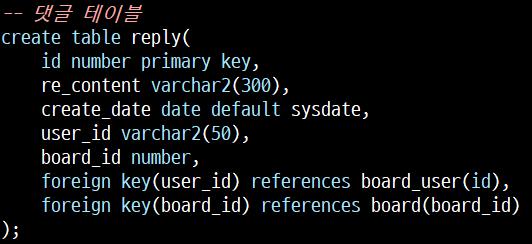 -- 댓글 테이블
create table reply(
    id number primary key,
    re_content varchar2(300),
    create_date date default sysdate,
    user_id varchar2(50),
    board_id number,
    foreign key(user_id) references board_user(id),
    foreign key(board_id) references board(board_id)
);